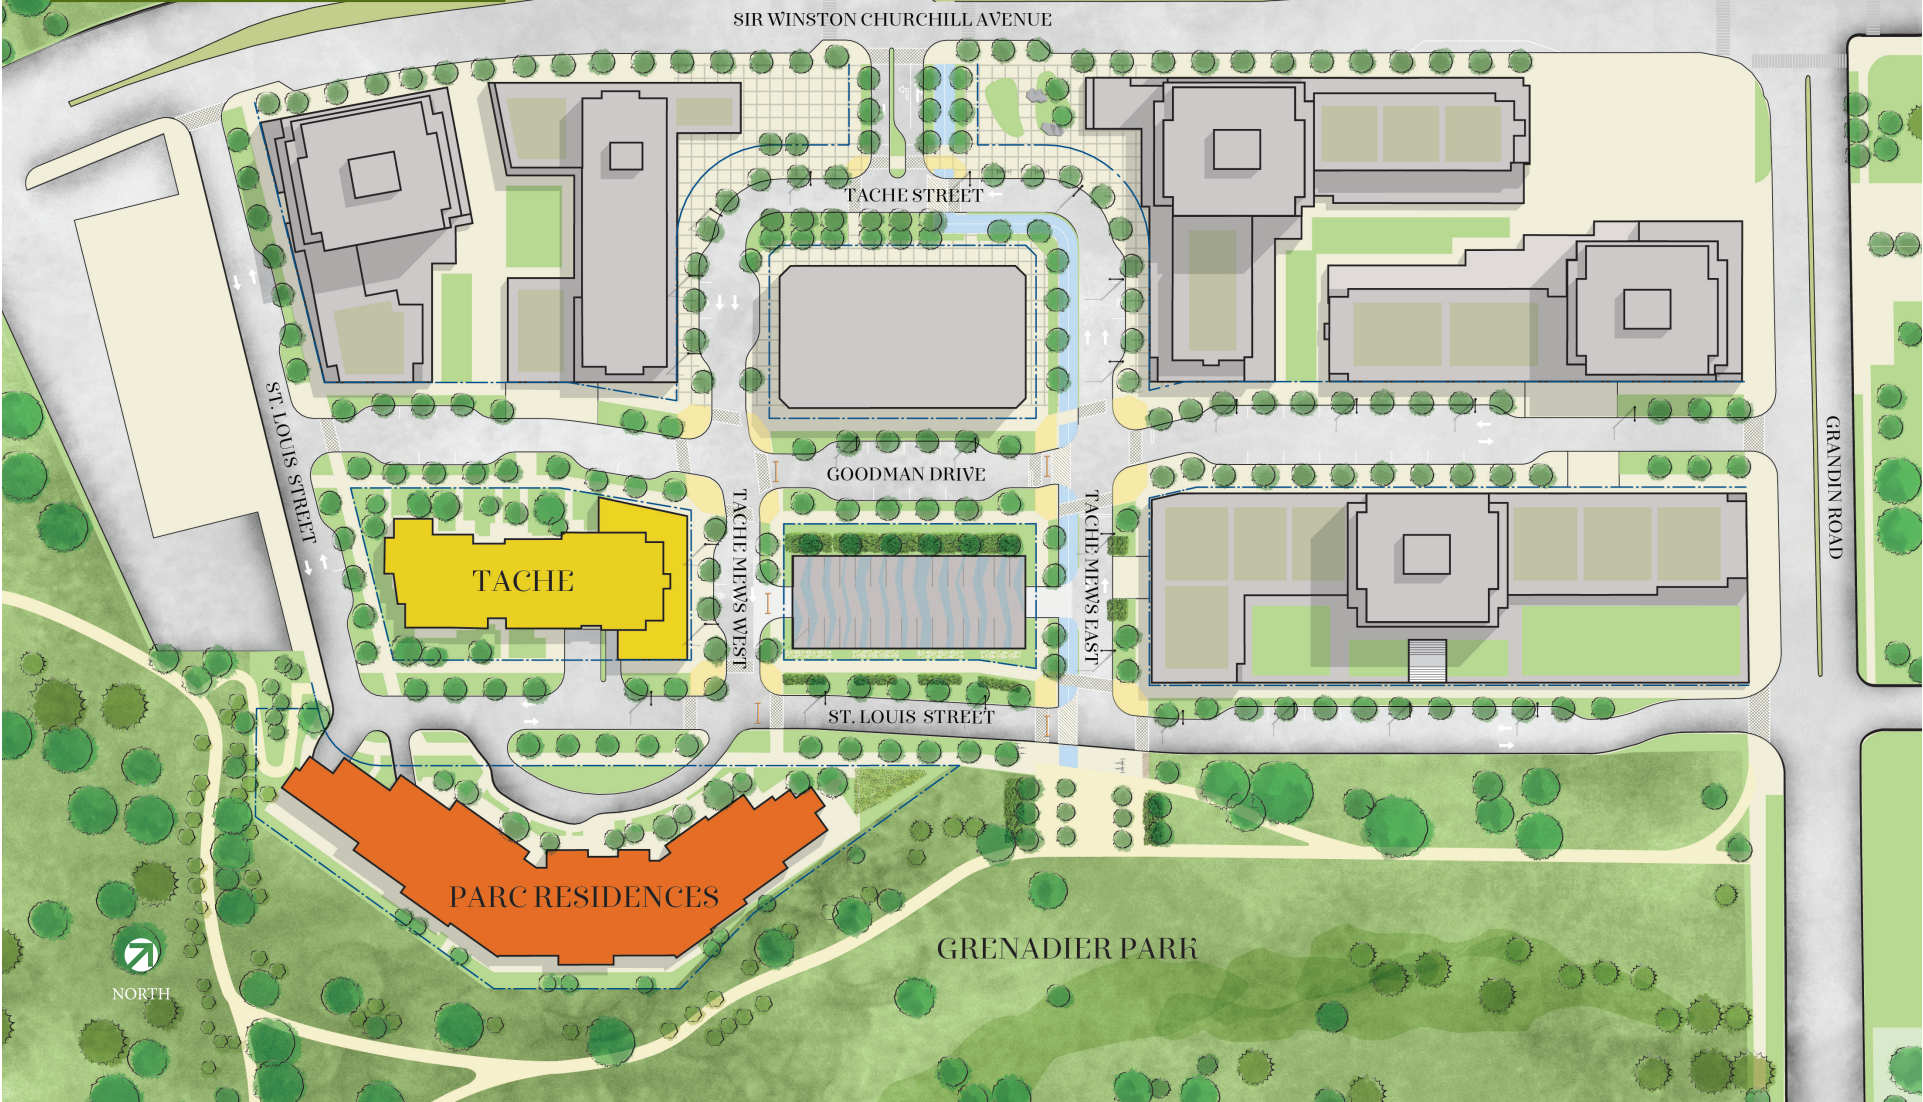 SIR WINSTON CHURCHILL AVENUE
TACHE STREET
ST. LOUIS STREET
GOODMAN DRIVE
GRANDIN ROAD
TACHE
TACHE MEWS WEST
TACHE MEWS EAST
ST. LOUIS STREET
PARC RESIDENCES
GRENADIER PARK
NORTH